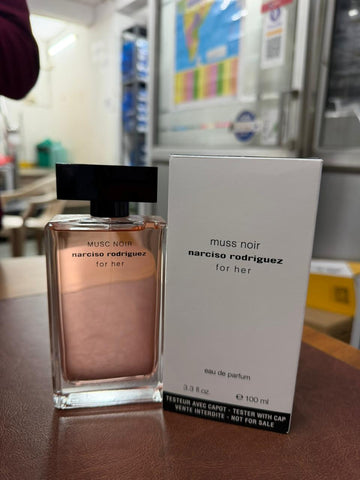 MUSC NOIR
narciso rodriguez
for her
muss noir
narciso rodriguez
for her
eau de parfum
3.3 fl oz
e 100 ml
TESTEUR AVEC CAPOT - TESTER WITH CAP
VENTE INTERDITE - NOT FOR SALE